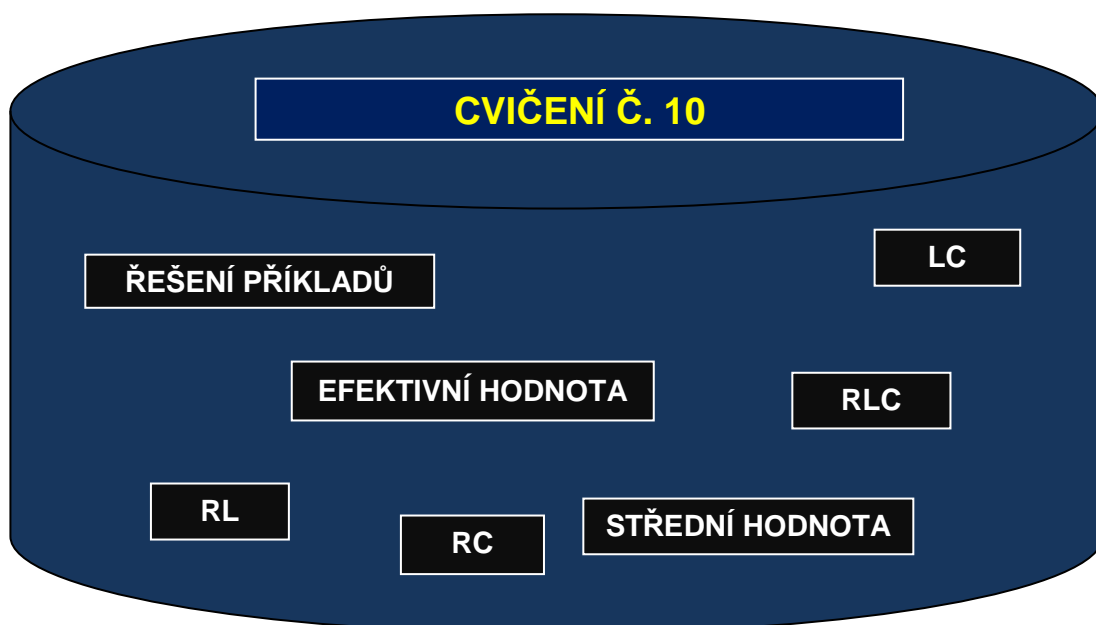 CVIČENÍ Č. 10
LC
ŘEŠENÍ PŘÍKLADŮ
EFEKTIVNÍ HODNOTA
RLC
RL
STŘEDNÍ HODNOTA
RC